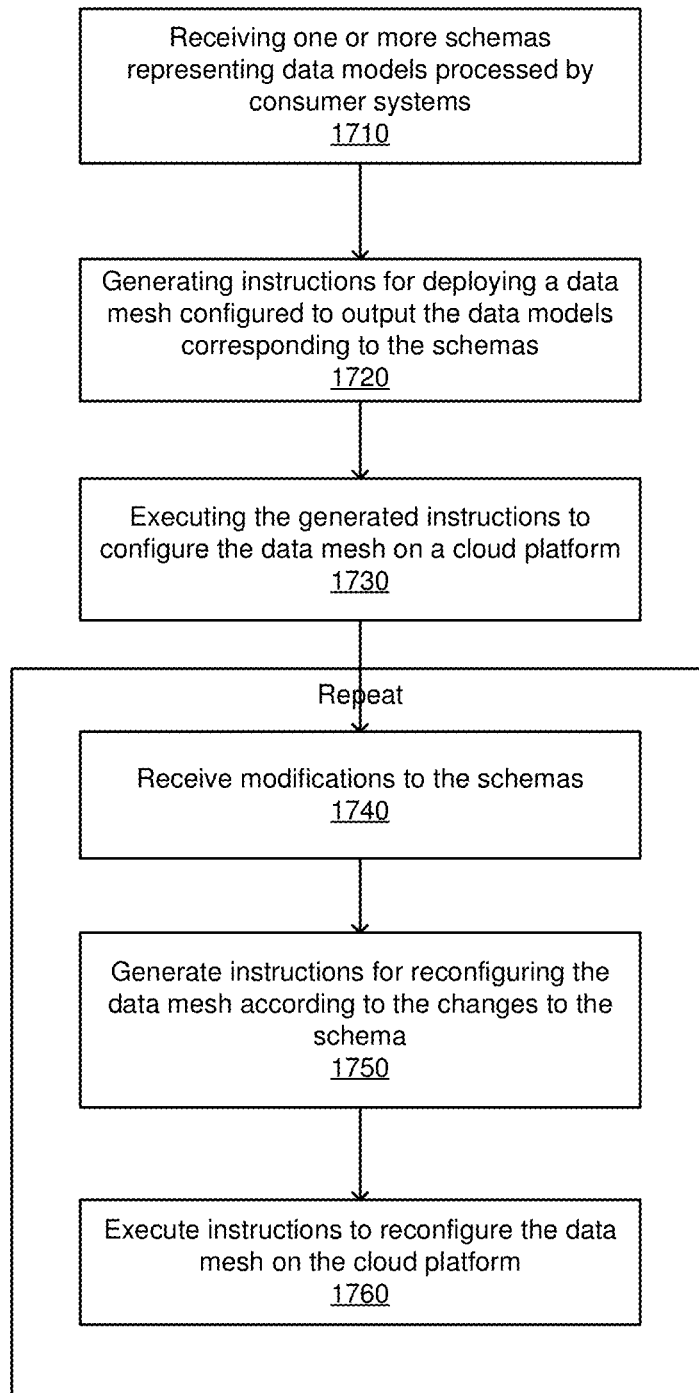 Receiving one or more schemas
representing data models processed by
consumer systems
1710
Generating instructions for deploying a data
mesh configured to output the data models
corresponding to the schemas
1720
Executing the generated instructions to
configure the data mesh on a cloud platform
1730
Repeat
Receive modifications to the schemas
1740
Generate instructions for reconfiguring the
data mesh according to the changes to the
schema
1750
Execute instructions to reconfigure the data
mesh on the cloud platform
1760